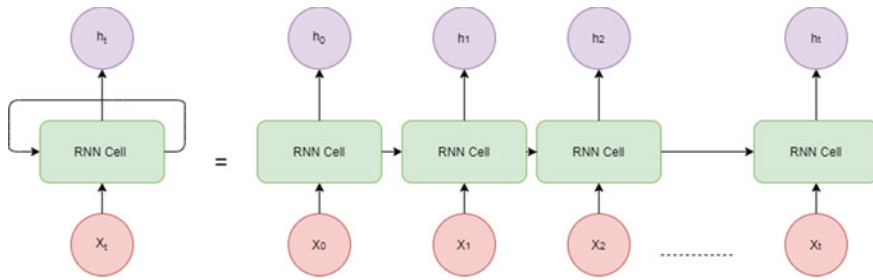 hₜ h₀ h₁ h₂ hₜ
RNN Cell = RNN Cell RNN Cell RNN Cell RNN Cell
Xₜ X₀ X₁ X₂ Xₜ